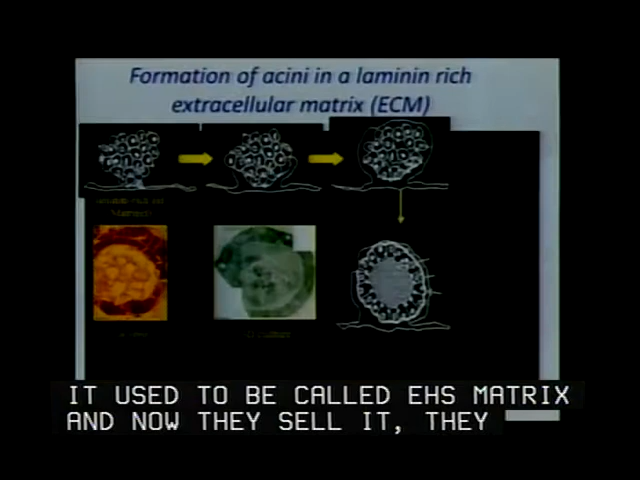 Formation of acini in a laminin rich
extracellular matrix (ECM)
IT USED TO BE CALLED EHS MATRIX
AND NOW THEY SELL IT, THEY